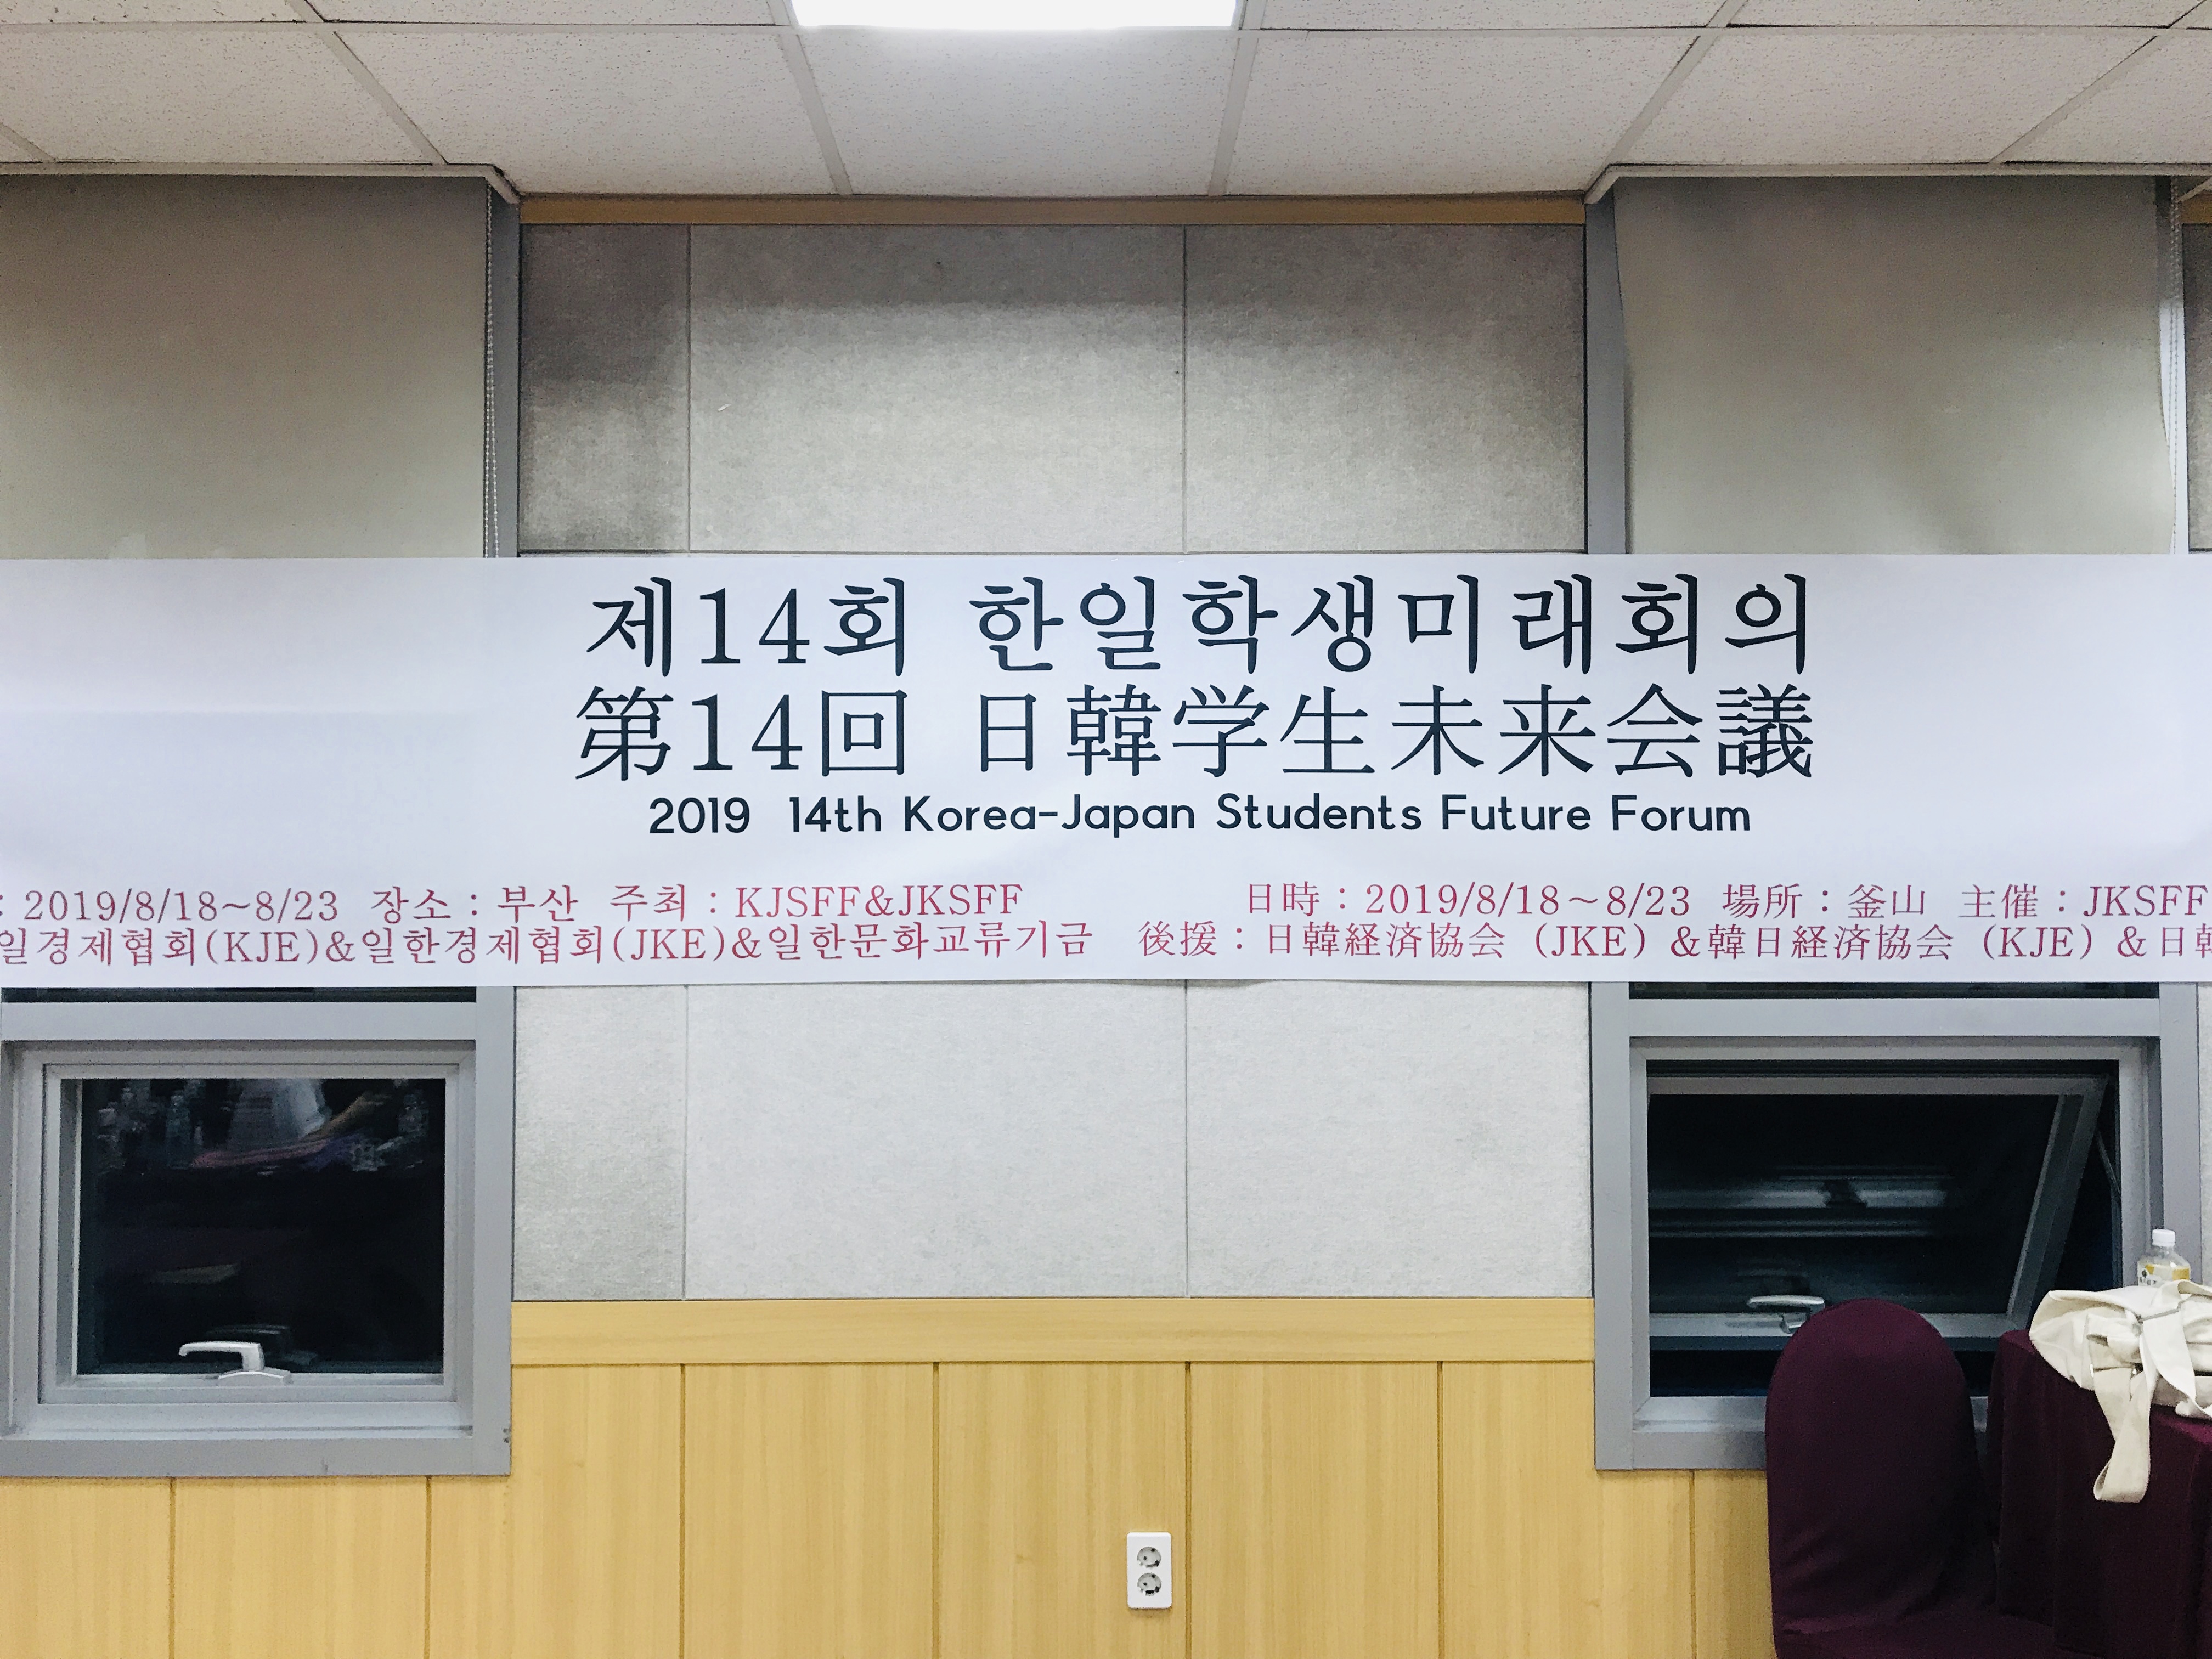 제14회 한일학생미래회의
第14回 日韓学生未来会議
2019 14th Korea-Japan Students Future Forum
: 2019/8/18~8/23 장소 : 부산 주최 : KJSFF&JKSFF
일경제협회(KJE)&일한경제협회(JKE)&일한문화교류기금
日時：2019/8/18～8/23 場所：釜山 主催：JKSFF
後援：日韓経済協会（JKE）＆韓日経済協会（KJE）＆日韓